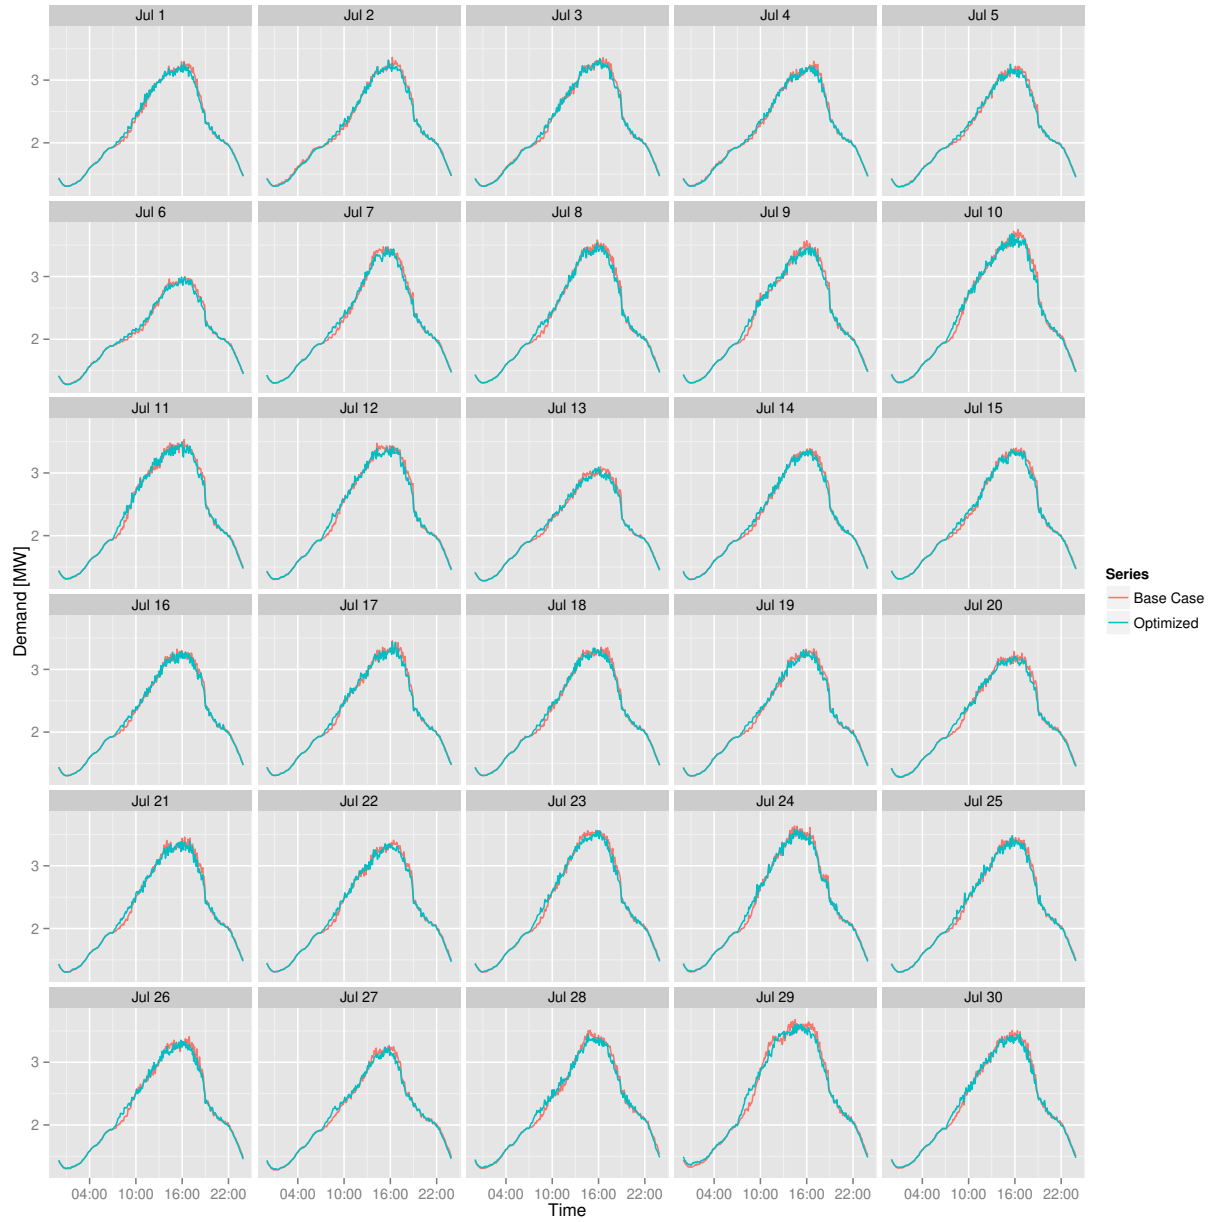 Jul 1 Jul 2 Jul 3 Jul 4 Jul 5
3
2
Jul 6 Jul 7 Jul 8 Jul 9 Jul 10
3
2
Jul 11 Jul 12 Jul 13 Jul 14 Jul 15
3
2
Demand [MW]
Jul 16 Jul 17 Jul 18 Jul 19 Jul 20
3
2
Jul 21 Jul 22 Jul 23 Jul 24 Jul 25
3
2
Jul 26 Jul 27 Jul 28 Jul 29 Jul 30
3
2
04:00 10:00 16:00 22:00 04:00 10:00 16:00 22:00 04:00 10:00 16:00 22:00 04:00 10:00 16:00 22:00 04:00 10:00 16:00 22:00
Time
Series
Base Case
Optimized